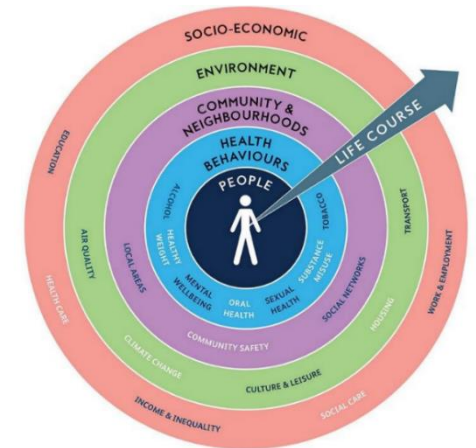 SOCIO-ECONOMIC
ENVIRONMENT
COMMUNITY &
NEIGHBOURHOODS
HEALTH
BEHAVIOURS
PEOPLE
LIFE COURSE
ALCOHOL
HEALTHY
WEIGHT
MENTAL
WELLBEING
ORAL
HEALTH
SEXUAL
HEALTH
SUBSTANCE
MISUSE
TOBACCO
LOCAL AREAS
COMMUNITY SAFETY
SOCIAL NETWORKS
AIR QUALITY
CLIMATE CHANGE
CULTURE & LEISURE
HOUSING
TRANSPORT
EDUCATION
HEALTH CARE
INCOME & INEQUALITY
SOCIAL CARE
WORK & EMPLOYMENT